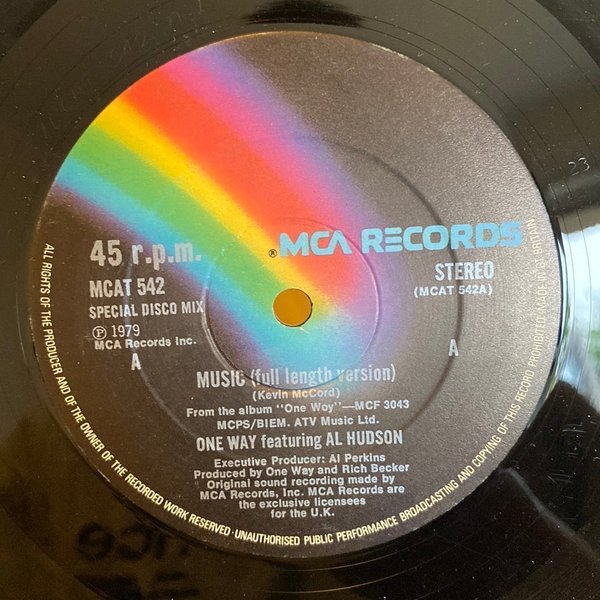 45 r.p.m.
MCAT 542
SPECIAL DISCO MIX
Ⓟ 1979
MCA Records Inc.
A
® MCA RECORDS
STEREO
(MCAT 542A)
A
MUSIC (full length version)
(Kevin McCord)
From the album "One Woy"—MCF 3043
MCPS/BIEM. ATV Music Ltd.
ONE WAY featuring AL HUDSON
Executive Producer: Al Perkins
Produced by One Way and Rich Becker
Original sound recording made by
MCA Records, Inc. MCA Records are
the exclusive licensees
for the U.K.
ALL RIGHTS OF THE PRODUCER AND OF THE OWNER OF THE RECORDED WORK RESERVED · UNAUTHORISED PUBLIC PERFORMANCE BROADCASTING AND COPYING OF THIS RECORD PROHIBITED. MADE IN GT. BRITAIN
23